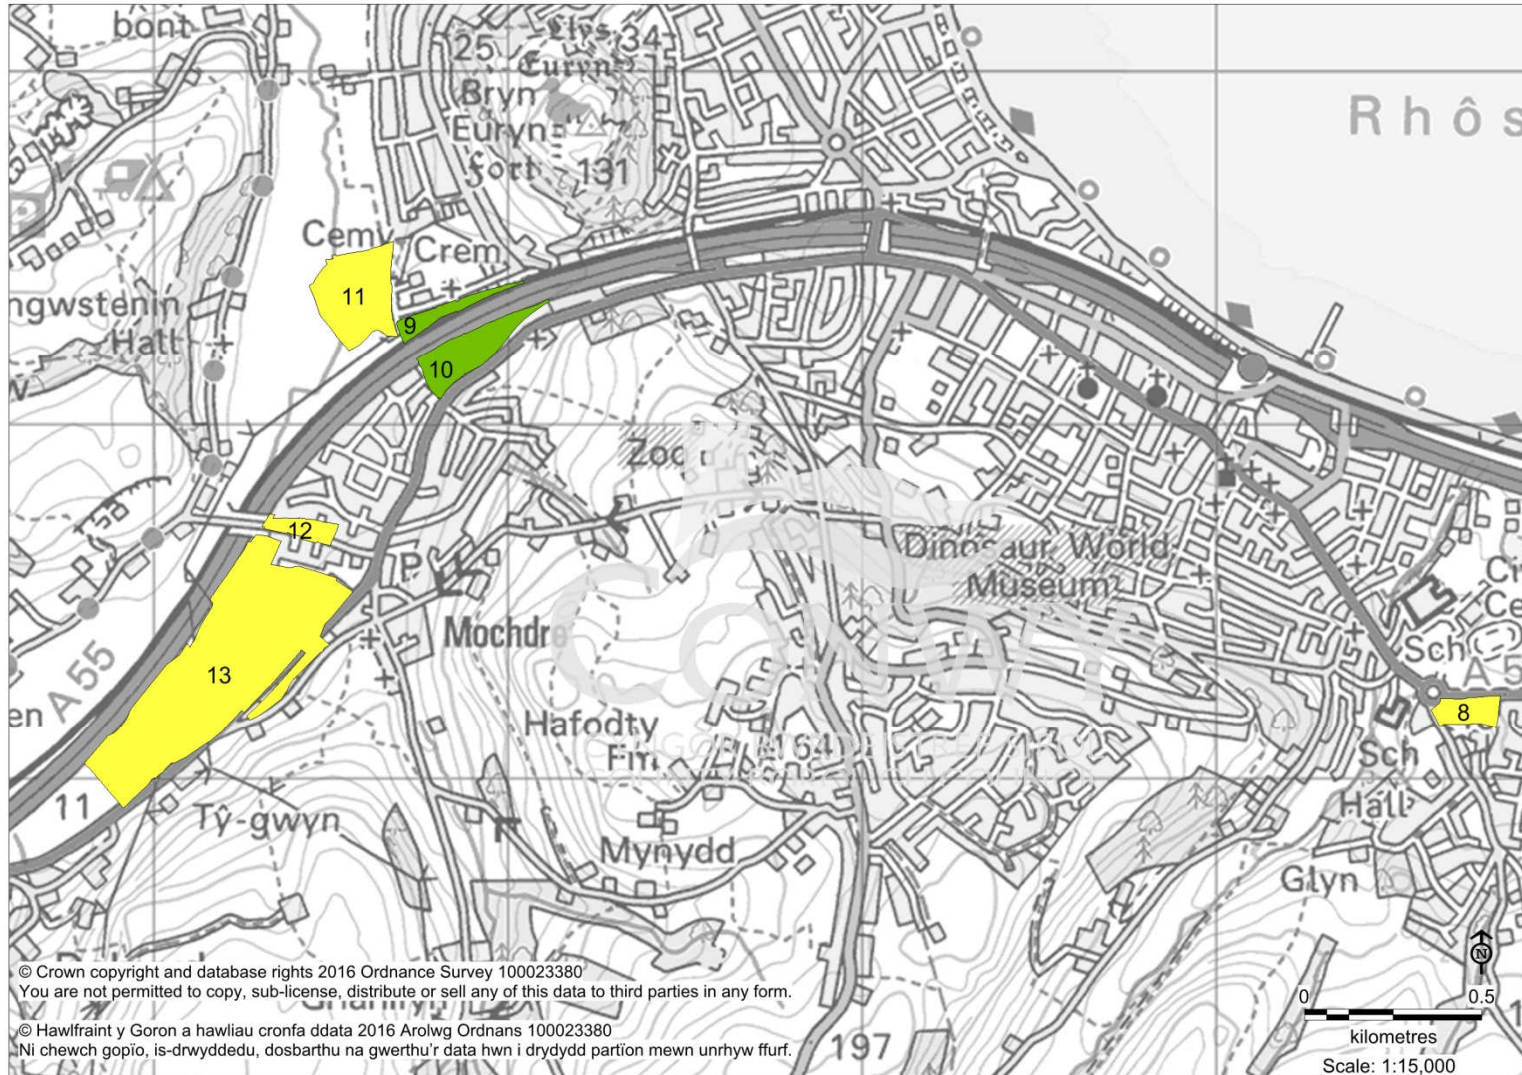 bont
25
Llys
34
Euryn
Bryn
Euryn
fort
131
Rhôs
Cemy
Crem
11
9
ngwstenin
Hall
10
Zoo
12
Dinosaur World
Museum
P
Mochdre
13
A 55
en
Sch
A 5
8
Hafodty
Fm
164
Sch
11
Tŷ-gwyn
Hall
Mynydd
Glyn
CONWY
197
© Crown copyright and database rights 2016 Ordnance Survey 100023380
You are not permitted to copy, sub-license, distribute or sell any of this data to third parties in any form.
© Hawlfraint y Goron a hawliau cronfa ddata 2016 Arolwg Ordnans 100023380
Ni chewch gopïo, is-drwyddedu, dosbarthu na gwerthu'r data hwn i drydydd partïon mewn unrhyw ffurf.
N
0 0.5
kilometres
Scale: 1:15,000